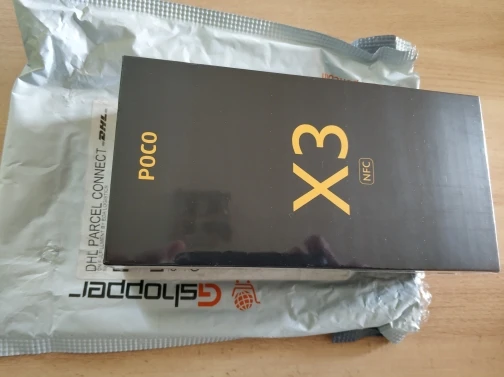 POCO
X3
NFC
DHL PARCEL CONNECT
DHL
Gshopper